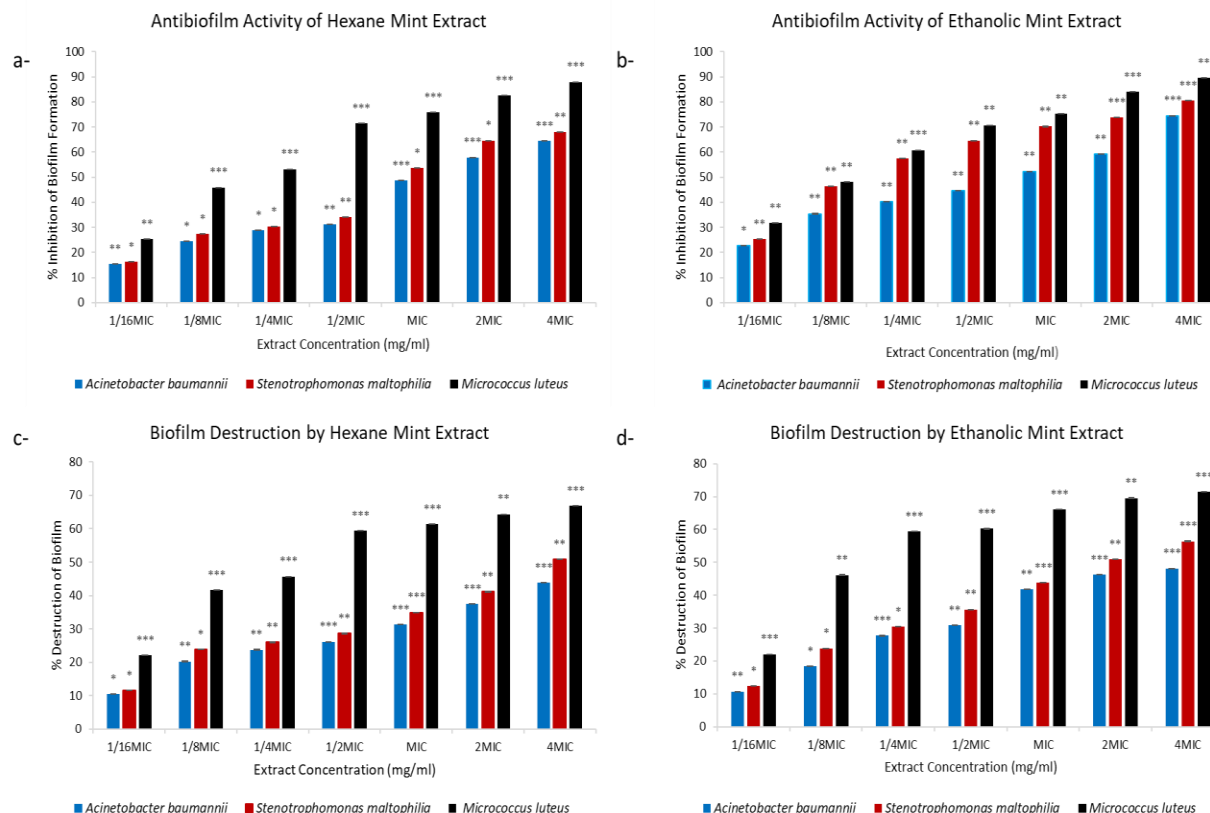 Antibiofilm Activity of Hexane Mint Extract
a-
% Inhibition of Biofilm Formation
100
90
80
70
60
50
40
30
20
10
0
** * **
* * ***
* * ***
** ** ***
*** * ***
*** * ***
*** ** ***
1/16MIC 1/8MIC 1/4MIC 1/2MIC MIC 2MIC 4MIC
Extract Concentration (mg/ml)
Acinetobacter baumannii Stenotrophomonas maltophilia Micrococcus luteus
Antibiofilm Activity of Ethanolic Mint Extract
b-
% Inhibition of Biofilm Formation
100
90
80
70
60
50
40
30
20
10
0
* ** **
** ** **
** ** ***
** ** **
** ** **
** *** ***
*** *** **
1/16MIC 1/8MIC 1/4MIC 1/2MIC MIC 2MIC 4MIC
Extract Concentration (mg/ml)
Acinetobacter baumannii Stenotrophomonas maltophilia Micrococcus luteus
Biofilm Destruction by Hexane Mint Extract
c-
% Destruction of Biofilm
80
70
60
50
40
30
20
10
0
* * ***
** * ***
** ** ***
*** ** ***
*** *** ***
*** ** **
*** ** ***
1/16MIC 1/8MIC 1/4MIC 1/2MIC MIC 2MIC 4MIC
Extract Concentration (mg/ml)
Acinetobacter baumannii Stenotrophomonas maltophilia Micrococcus luteus
Biofilm Destruction by Ethanolic Mint Extract
d-
% Destruction of Biofilm
80
70
60
50
40
30
20
10
0
** * ***
* * **
*** * ***
** ** ***
** *** ***
*** ** **
*** *** ***
1/16MIC 1/8MIC 1/4MIC 1/2MIC MIC 2MIC 4MIC
Extract Concentration (mg/ml)
Acinetobacter baumannii Stenotrophomonas maltophilia Micrococcus luteus